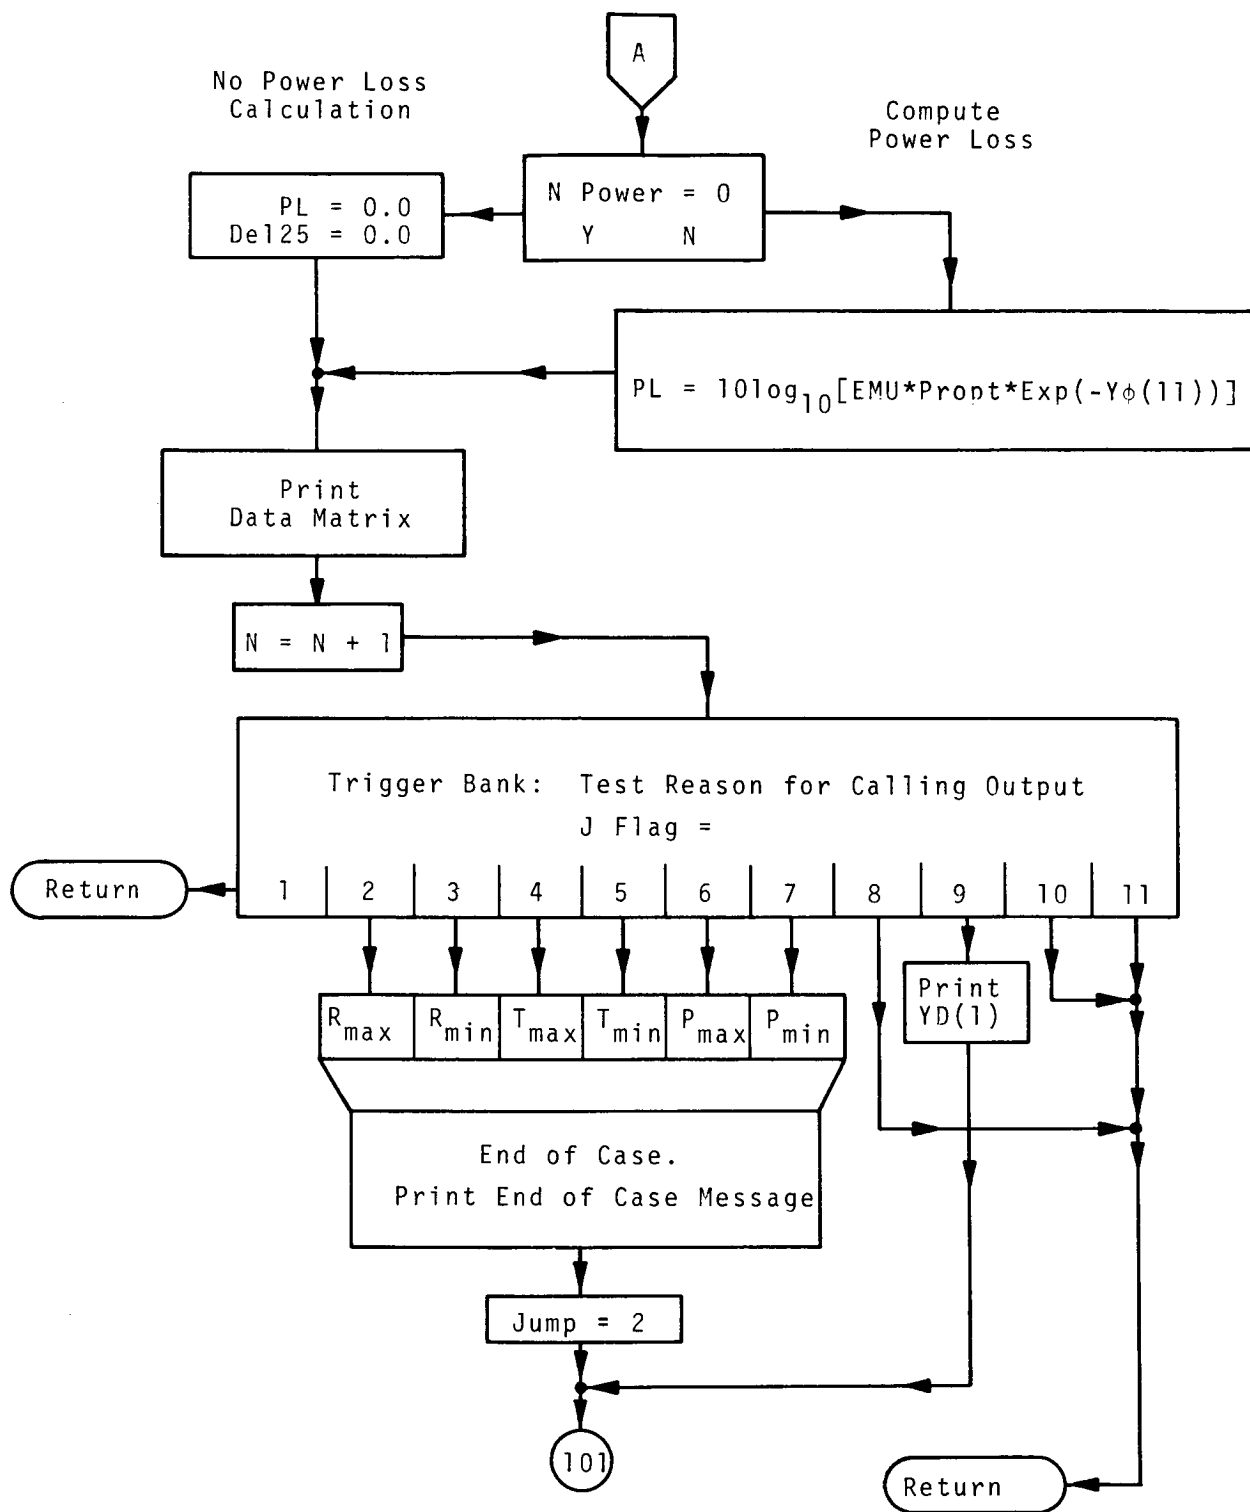 A
No Power Loss
Calculation
Compute
Power Loss
N Power = 0
Y N
PL = 0.0
Del25 = 0.0
PL = 10log10[EMU*Propt*Exp(-Yϕ(11))]
Print
Data Matrix
N = N + 1
Trigger Bank: Test Reason for Calling Output
J Flag =
Return
1 2 3 4 5 6 7 8 9 10 11
Print
YD(1)
Rmax Rmin Tmax Tmin Pmax Pmin
End of Case.
Print End of Case Message
Jump = 2
101
Return